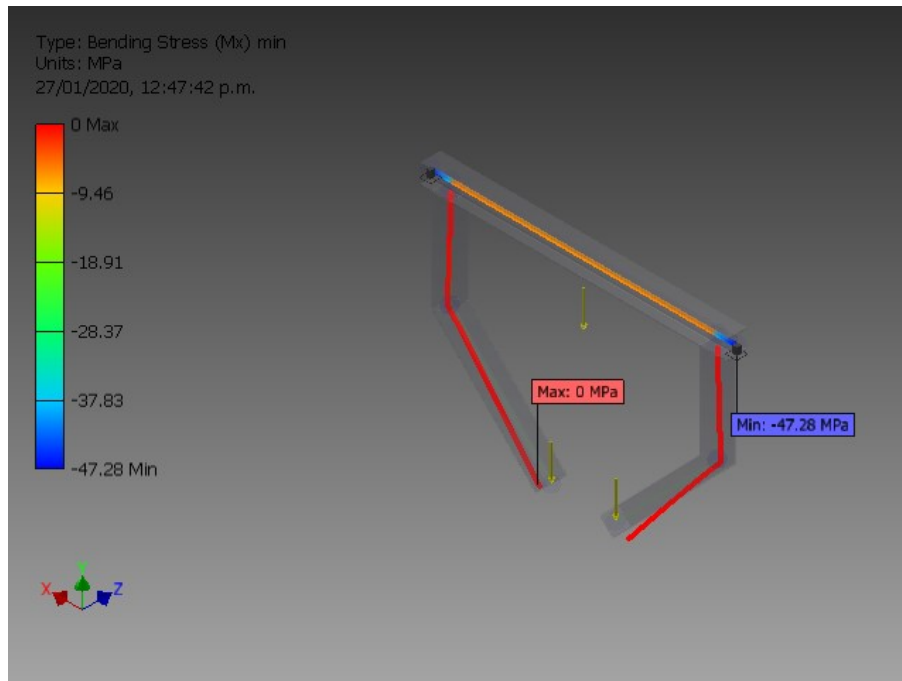 Type: Bending Stress (Mx) min
Units: MPa
27/01/2020, 12:47:42 p.m.
0 Max
-9.46
-18.91
-28.37
-37.83
-47.28 Min
Max: 0 MPa
Min: -47.28 MPa
Y
X
Z